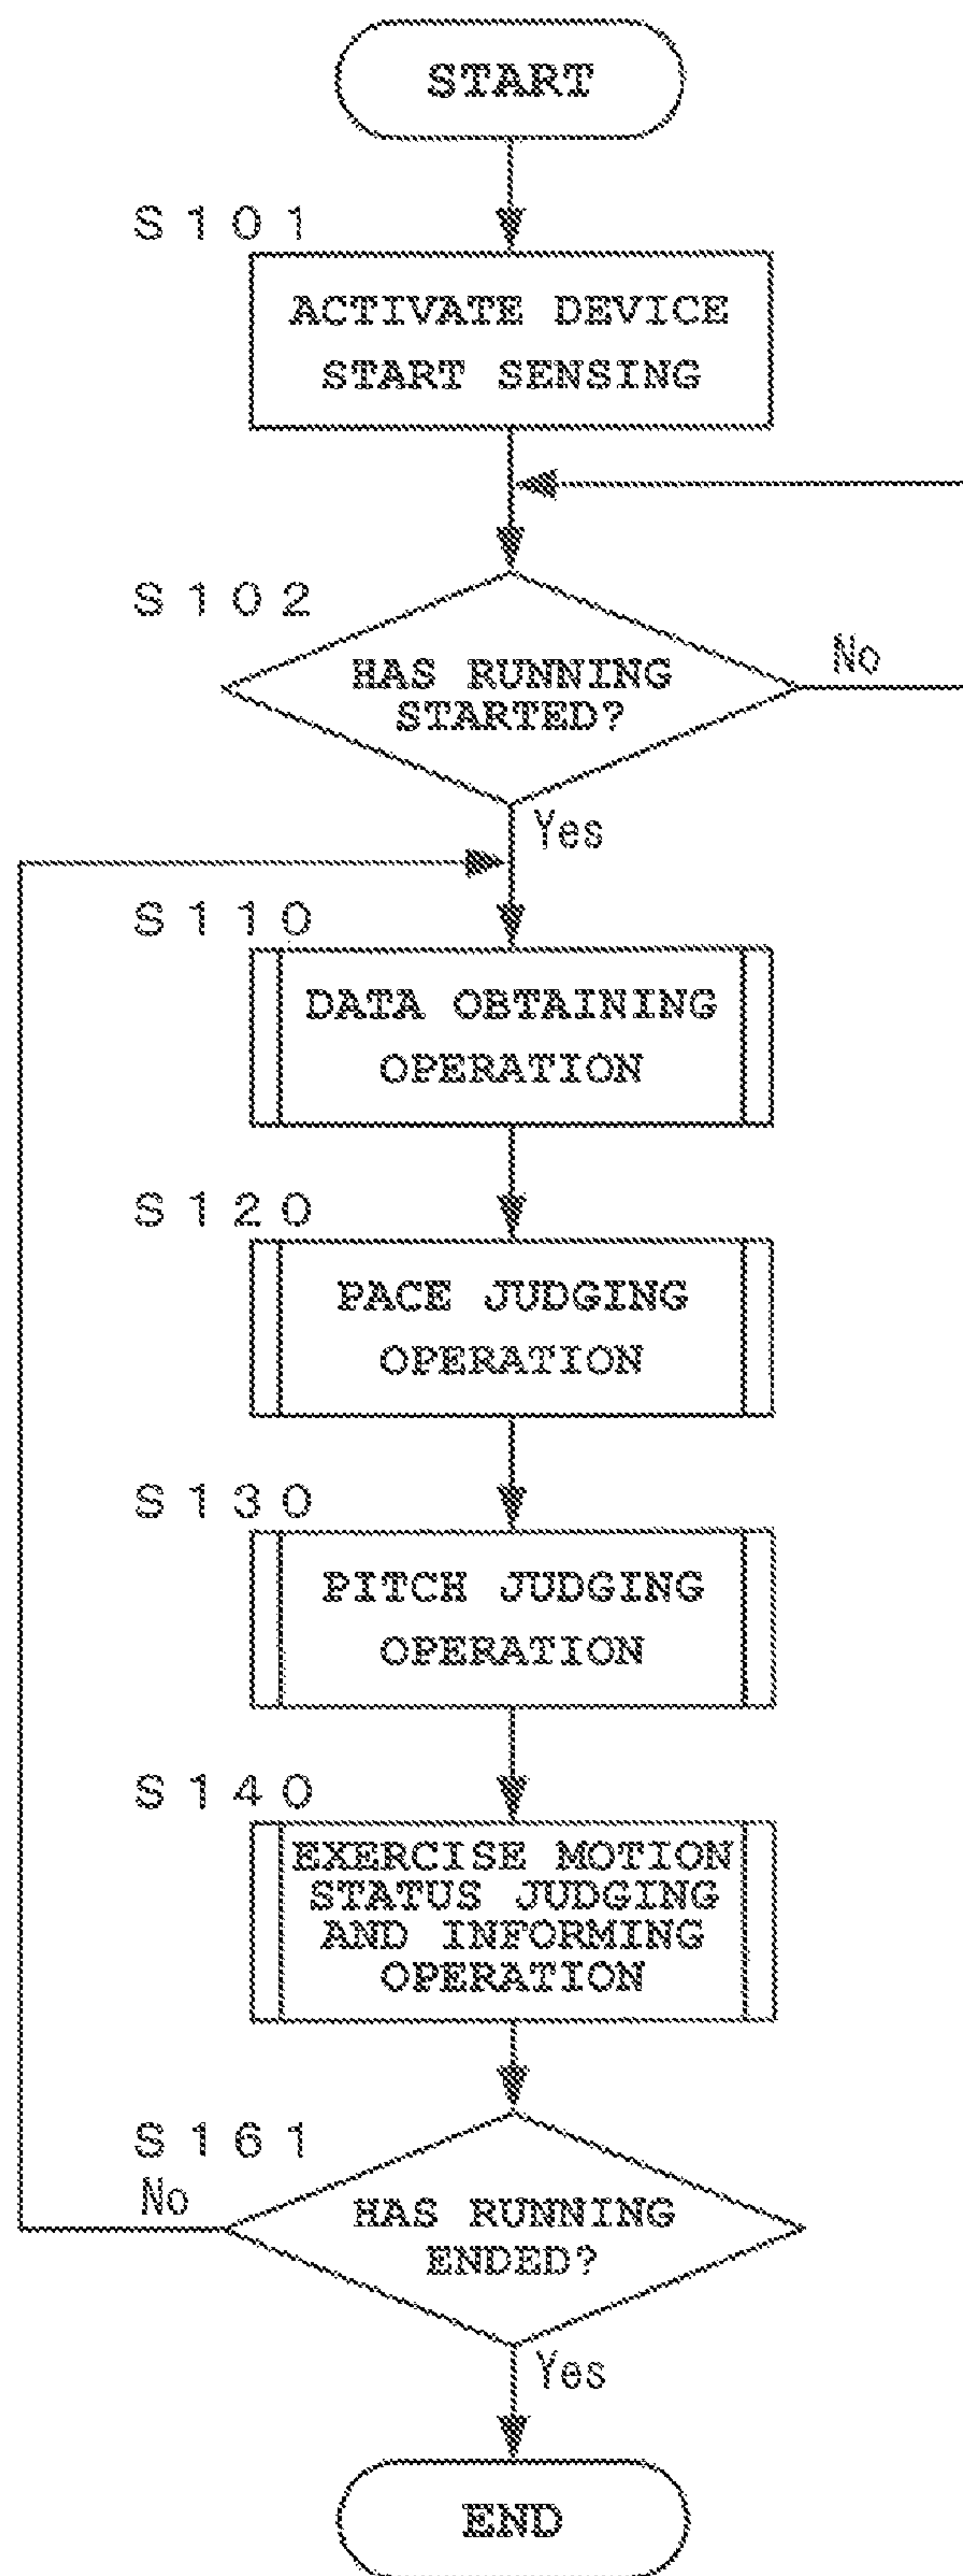 START
S101
ACTIVATE DEVICE
START SENSING
S102
HAS RUNNING
STARTED?
No
Yes
S110
DATA OBTAINING
OPERATION
S120
PACE JUDGING
OPERATION
S130
PITCH JUDGING
OPERATION
S140
EXERCISE MOTION
STATUS JUDGING
AND INFORMING
OPERATION
S161
No
HAS RUNNING
ENDED?
Yes
END